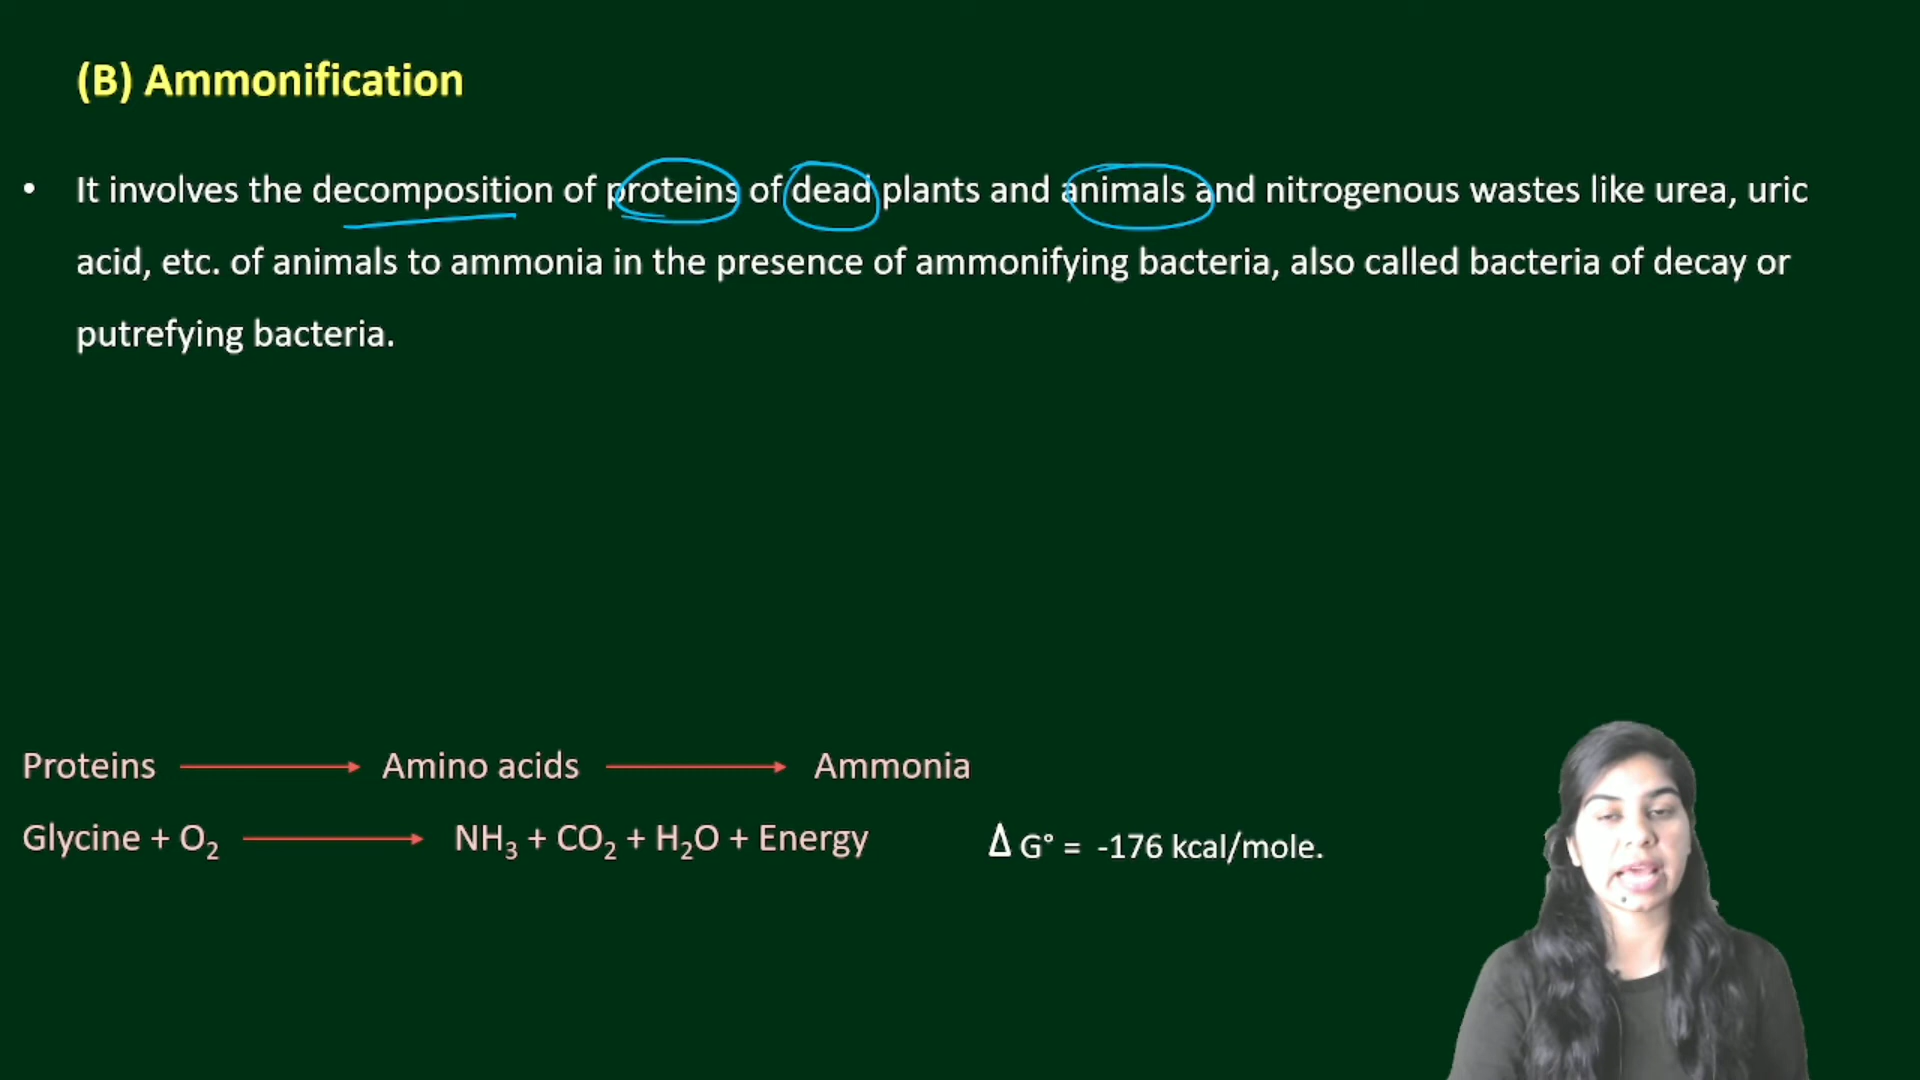 (B) Ammonification
• It involves the decomposition of proteins of dead plants and animals and nitrogenous wastes like urea, uric
acid, etc. of animals to ammonia in the presence of ammonifying bacteria, also called bacteria of decay or
putrefying bacteria.
Proteins → Amino acids → Ammonia
Glycine + O₂ → NH₃ + CO₂ + H₂O + Energy Δ G° = -176 kcal/mole.